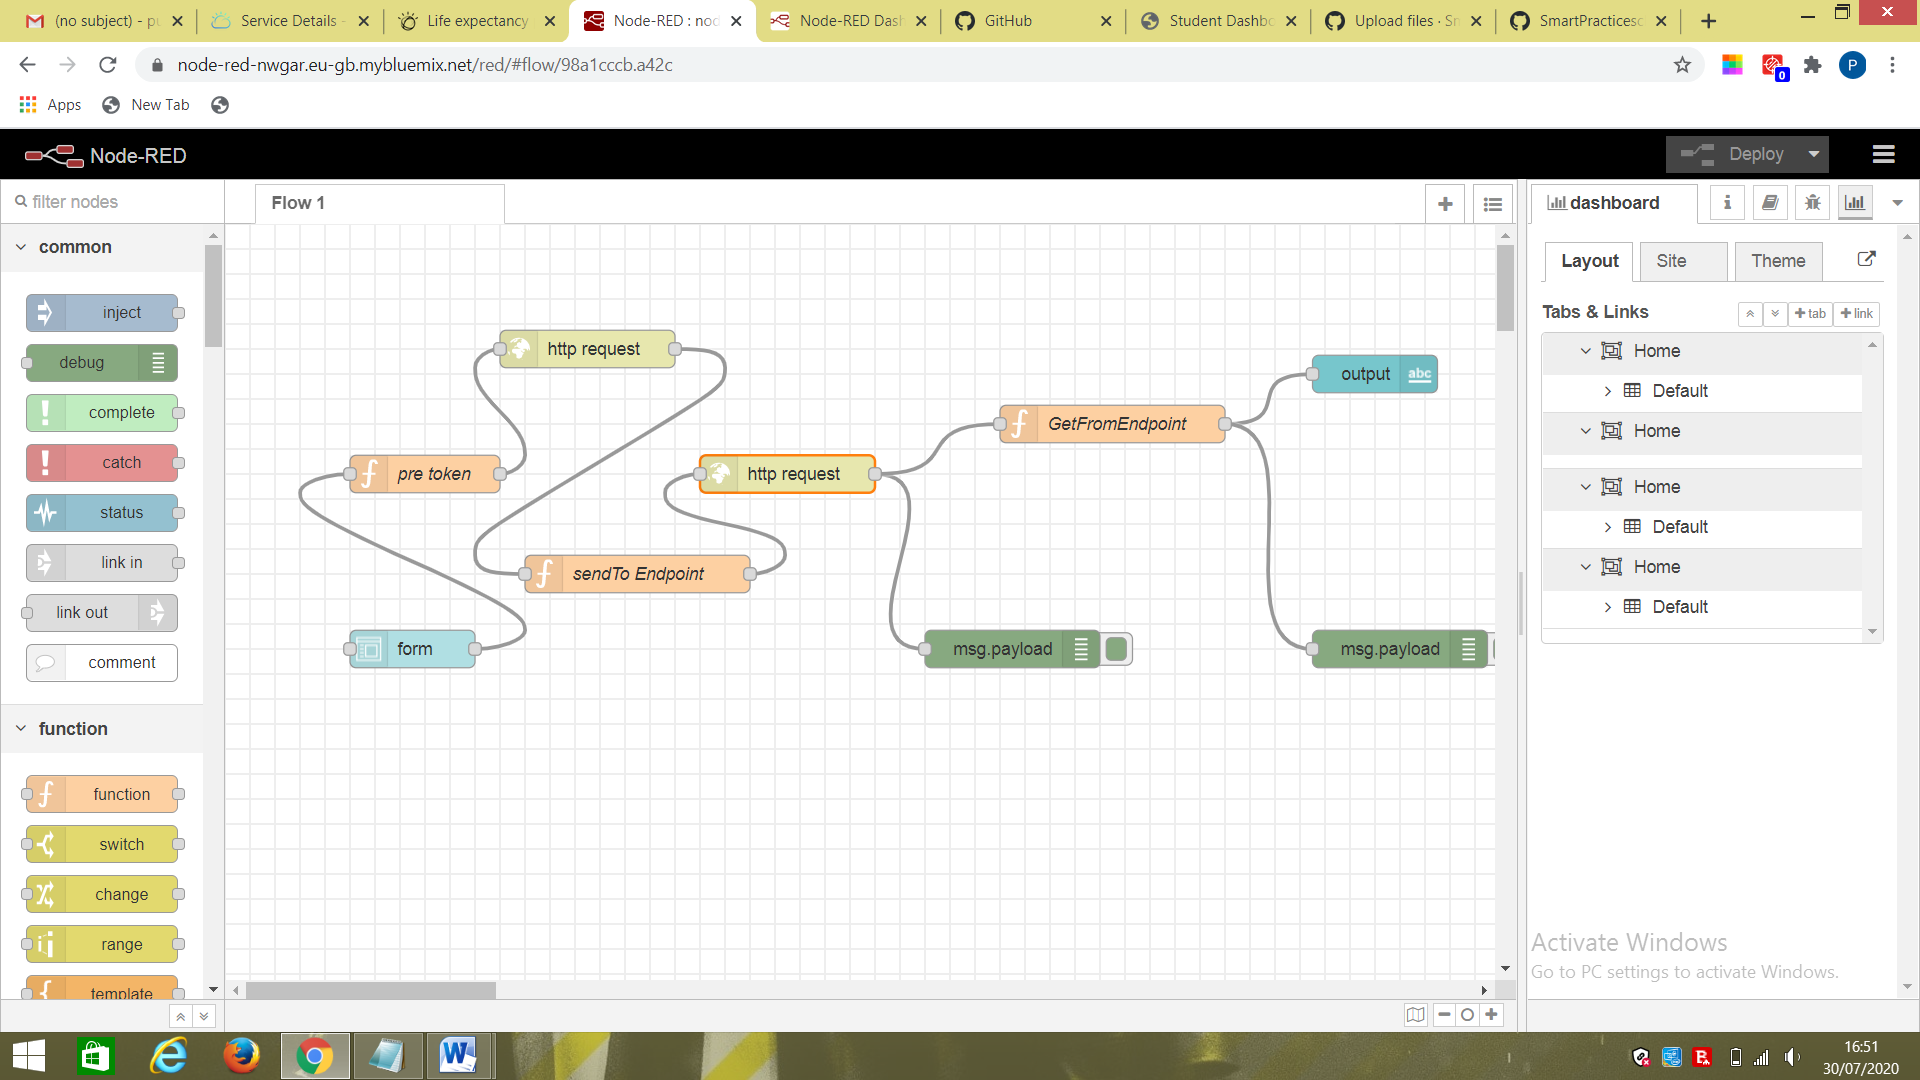 (no subject) - pu
Service Details -
Life expectancy
Node-RED : nod
Node-RED Dash
GitHub
Student Dashbo
Upload files · Sm
SmartPracticesc
node-red-nwgar.eu-gb.mybluemix.net/red/#flow/98a1cccb.a42c
0
P
Apps
New Tab
Node-RED
Deploy
filter nodes
Flow 1
dashboard
common
inject
debug
complete
catch
status
link in
link out
comment
function
function
switch
change
range
template
http request
pre token
sendTo Endpoint
form
http request
GetFromEndpoint
output
abc
msg.payload
msg.payload
Layout
Site
Theme
Tabs & Links
tab
link
Home
Default
Home
Home
Default
Home
Default
Activate Windows
Go to PC settings to activate Windows.
16:51
30/07/2020